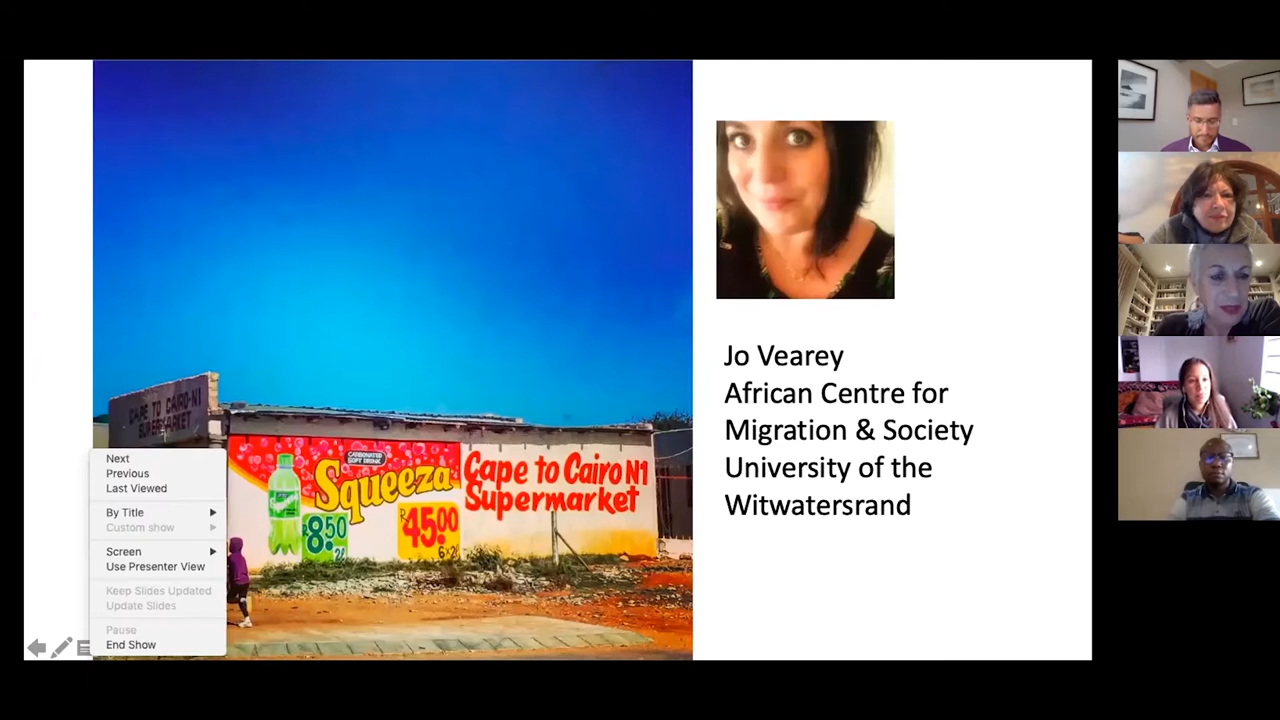 CAPE TO CAIRO-N1
SUPERMARKET
CARBONATED
SOFT DRINK
Squeeza
R8.50
2ℓ
R45.00
6x2ℓ
Cape to Cairo N1
Supermarket
Jo Vearey
African Centre for
Migration & Society
University of the
Witwatersrand
Next
Previous
Last Viewed
By Title
Custom show
Screen
Use Presenter View
Keep Slides Updated
Update Slides
Pause
End Show